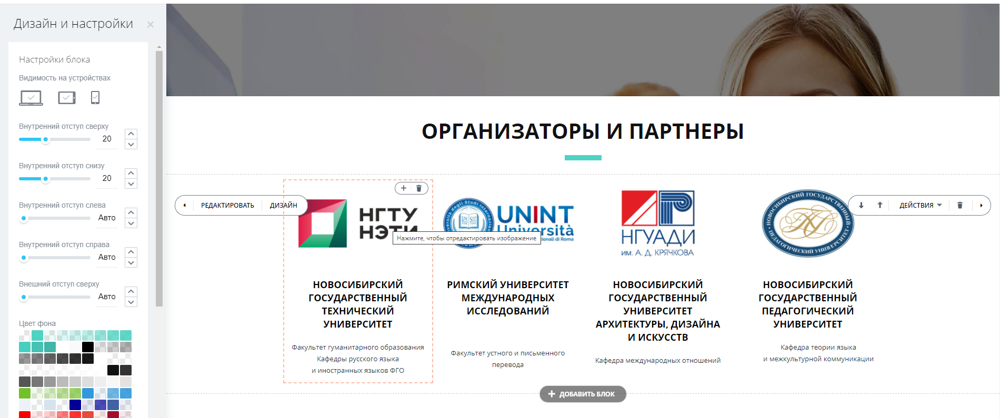 Дизайн и настройки
Настройки блока
Видимость на устройствах
Внутренний отступ сверху
20
Внутренний отступ снизу
20
Внутренний отступ слева
Авто
Внутренний отступ справа
Авто
Внешний отступ сверху
Авто
Цвет фона
ОРГАНИЗАТОРЫ И ПАРТНЕРЫ
РЕДАКТИРОВАТЬ
ДИЗАЙН
ДЕЙСТВИЯ
НГТУ
НЭТИ
Нажмите, чтобы отредактировать изображение
UNINT
Università
ionali di Roma
НГУАДИ
им. А. Д. КРЯЧКОВА
НОВОСИБИРСКИЙ ГОСУДАРСТВЕННЫЙ
ПЕДАГОГИЧЕСКИЙ УНИВЕРСИТЕТ
НОВОСИБИРСКИЙ
ГОСУДАРСТВЕННЫЙ
ТЕХНИЧЕСКИЙ
УНИВЕРСИТЕТ
Факультет гуманитарного образования
Кафедры русского языка
и иностранных языков ФГО
РИМСКИЙ УНИВЕРСИТЕТ
МЕЖДУНАРОДНЫХ
ИССЛЕДОВАНИЙ
Факультет устного и письменного
перевода
НОВОСИБИРСКИЙ
ГОСУДАРСТВЕННЫЙ
УНИВЕРСИТЕТ
АРХИТЕКТУРЫ, ДИЗАЙНА
И ИСКУССТВ
Кафедра международных отношений
НОВОСИБИРСКИЙ
ГОСУДАРСТВЕННЫЙ
ПЕДАГОГИЧЕСКИЙ
УНИВЕРСИТЕТ
Кафедра теории языка
и межкультурной коммуникации
ДОБАВИТЬ БЛОК